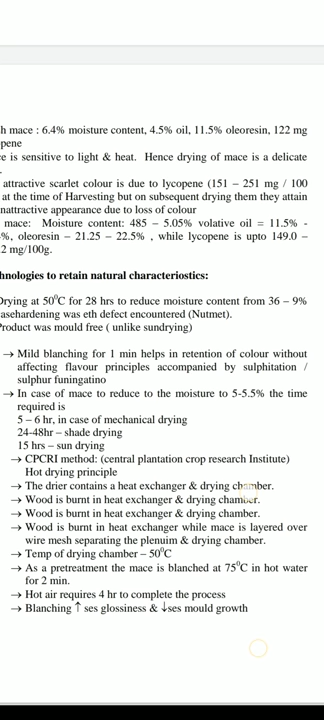 h mace : 6.4% moisture content, 4.5% oil, 11.5% oleoresin, 122 mg
pene
ce is sensitive to light & heat. Hence drying of mace is a delicate
.
attractive scarlet colour is due to lycopene (151 – 251 mg / 100
at the time of Harvesting but on subsequent drying them they attain
nattractive appearance due to loss of colour
mace: Moisture content: 485 – 5.05% volative oil = 11.5% -
%, oleoresin – 21.25 – 22.5% , while lycopene is upto 149.0 –
2 mg/100g.
hnologies to retain natural characteriostics:
Drying at 50⁰C for 28 hrs to reduce moisture content from 36 – 9%
asehardening was eth defect encountered (Nutmet).
Product was mould free ( unlike sundrying)
→ Mild blanching for 1 min helps in retention of colour without
affecting flavour principles accompanied by sulphitation /
sulphur funingatino
→ In case of mace to reduce to the moisture to 5-5.5% the time
required is
5 – 6 hr, in case of mechanical drying
24-48hr – shade drying
15 hrs – sun drying
→ CPCRI method: (central plantation crop research Institute)
Hot drying principle
→ The drier contains a heat exchanger & drying chamber.
→ Wood is burnt in heat exchanger & drying chamber.
→ Wood is burnt in heat exchanger & drying chamber.
→ Wood is burnt in heat exchanger while mace is layered over
wire mesh separating the plenuim & drying chamber.
→ Temp of drying chamber – 50⁰C
→ As a pretreatment the mace is blanched at 75⁰C in hot water
for 2 min.
→ Hot air requires 4 hr to complete the process
→ Blanching ↑ ses glossiness & ↓ses mould growth